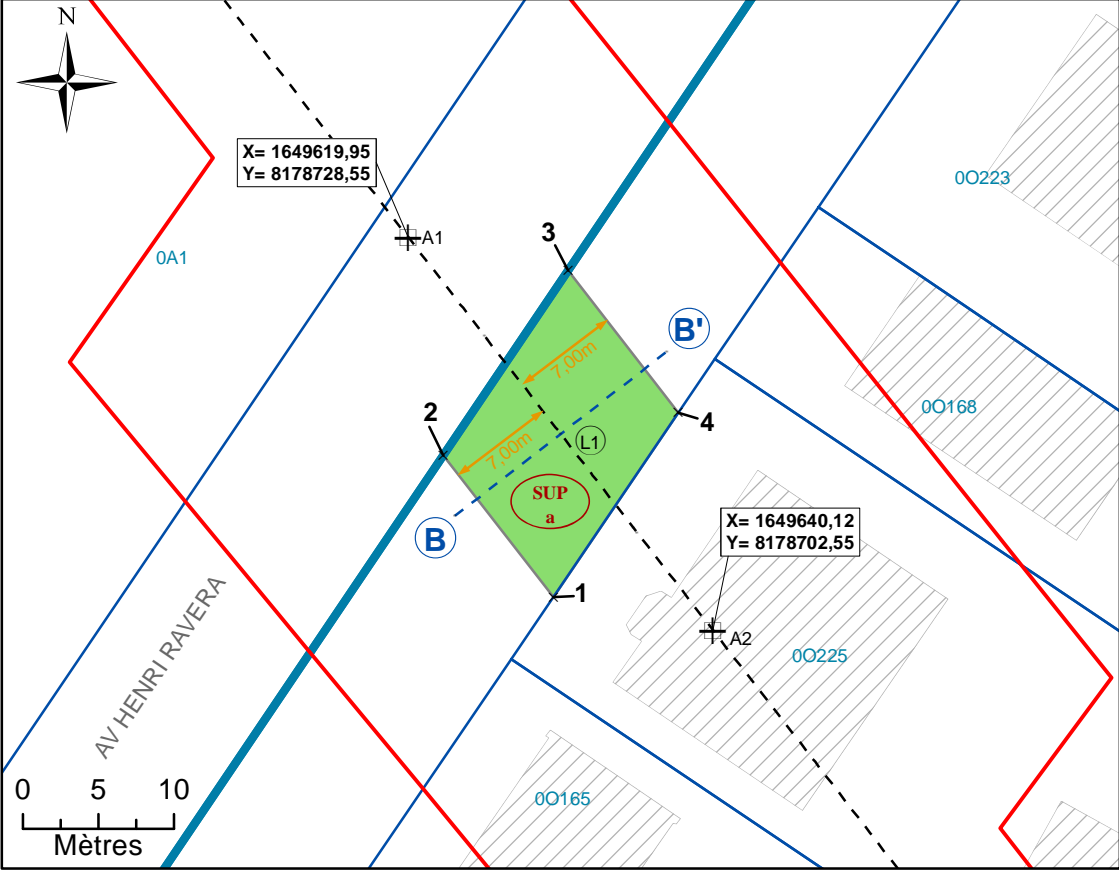 N
X= 1649619,95
Y= 8178728,55
0O223
3
A1
0A1
B'
7,00m
0O168
2
4
L1
7,00m
SUP
a
X= 1649640,12
Y= 8178702,55
B
1
A2
0O225
AV HENRI RAVERA
0 5 10
Mètres
0O165